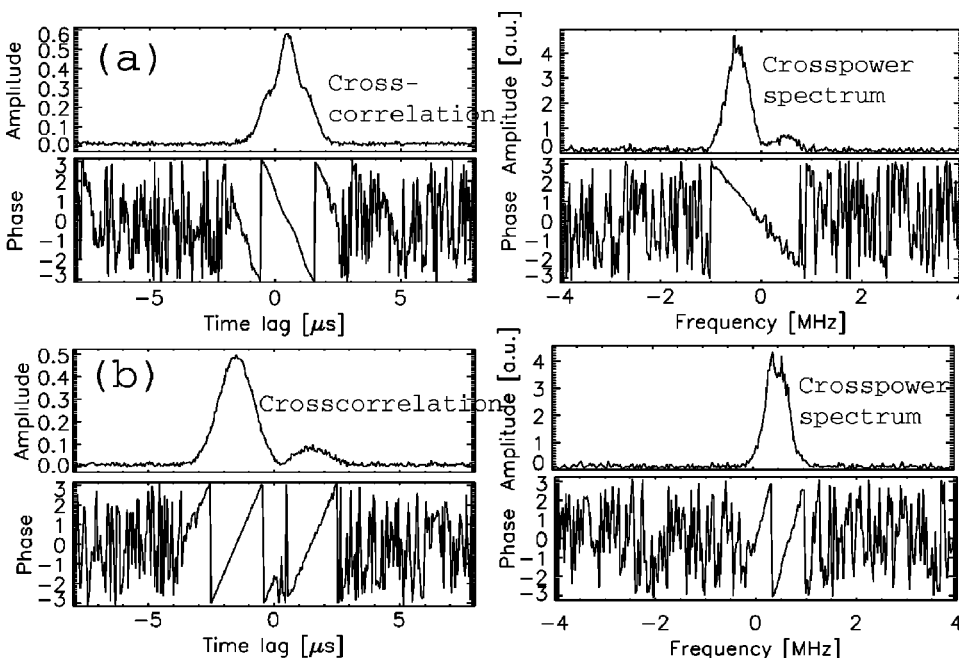 (a)
Cross-
correlation.
Amplitude
0.6
0.5
0.4
0.3
0.2
0.1
0.0
Phase
3
2
1
0
-1
-2
-3
-5 0 5
Time lag [μs]
Crosspower
spectrum
Amplitude [a.u.]
4
3
2
1
0
Phase
3
2
1
0
-1
-2
-3
-4 -2 0 2 4
Frequency [MHz]
(b)
Crosscorrelation
Amplitude
0.5
0.4
0.3
0.2
0.1
0.0
Phase
3
2
1
0
-1
-2
-3
-5 0 5
Time lag [μs]
Crosspower
spectrum
Amplitude [a.u.]
4
3
2
1
0
Phase
3
2
1
0
-1
-2
-3
-4 -2 0 2 4
Frequency [MHz]